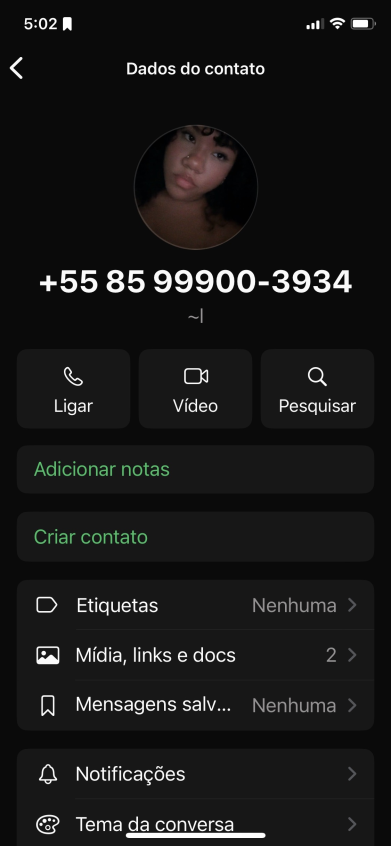 5:02
Dados do contato
+55 85 99900-3934
~l
Ligar
Vídeo
Pesquisar
Adicionar notas
Criar contato
Etiquetas Nenhuma
Mídia, links e docs 2
Mensagens salv... Nenhuma
Notificações
Tema da conversa